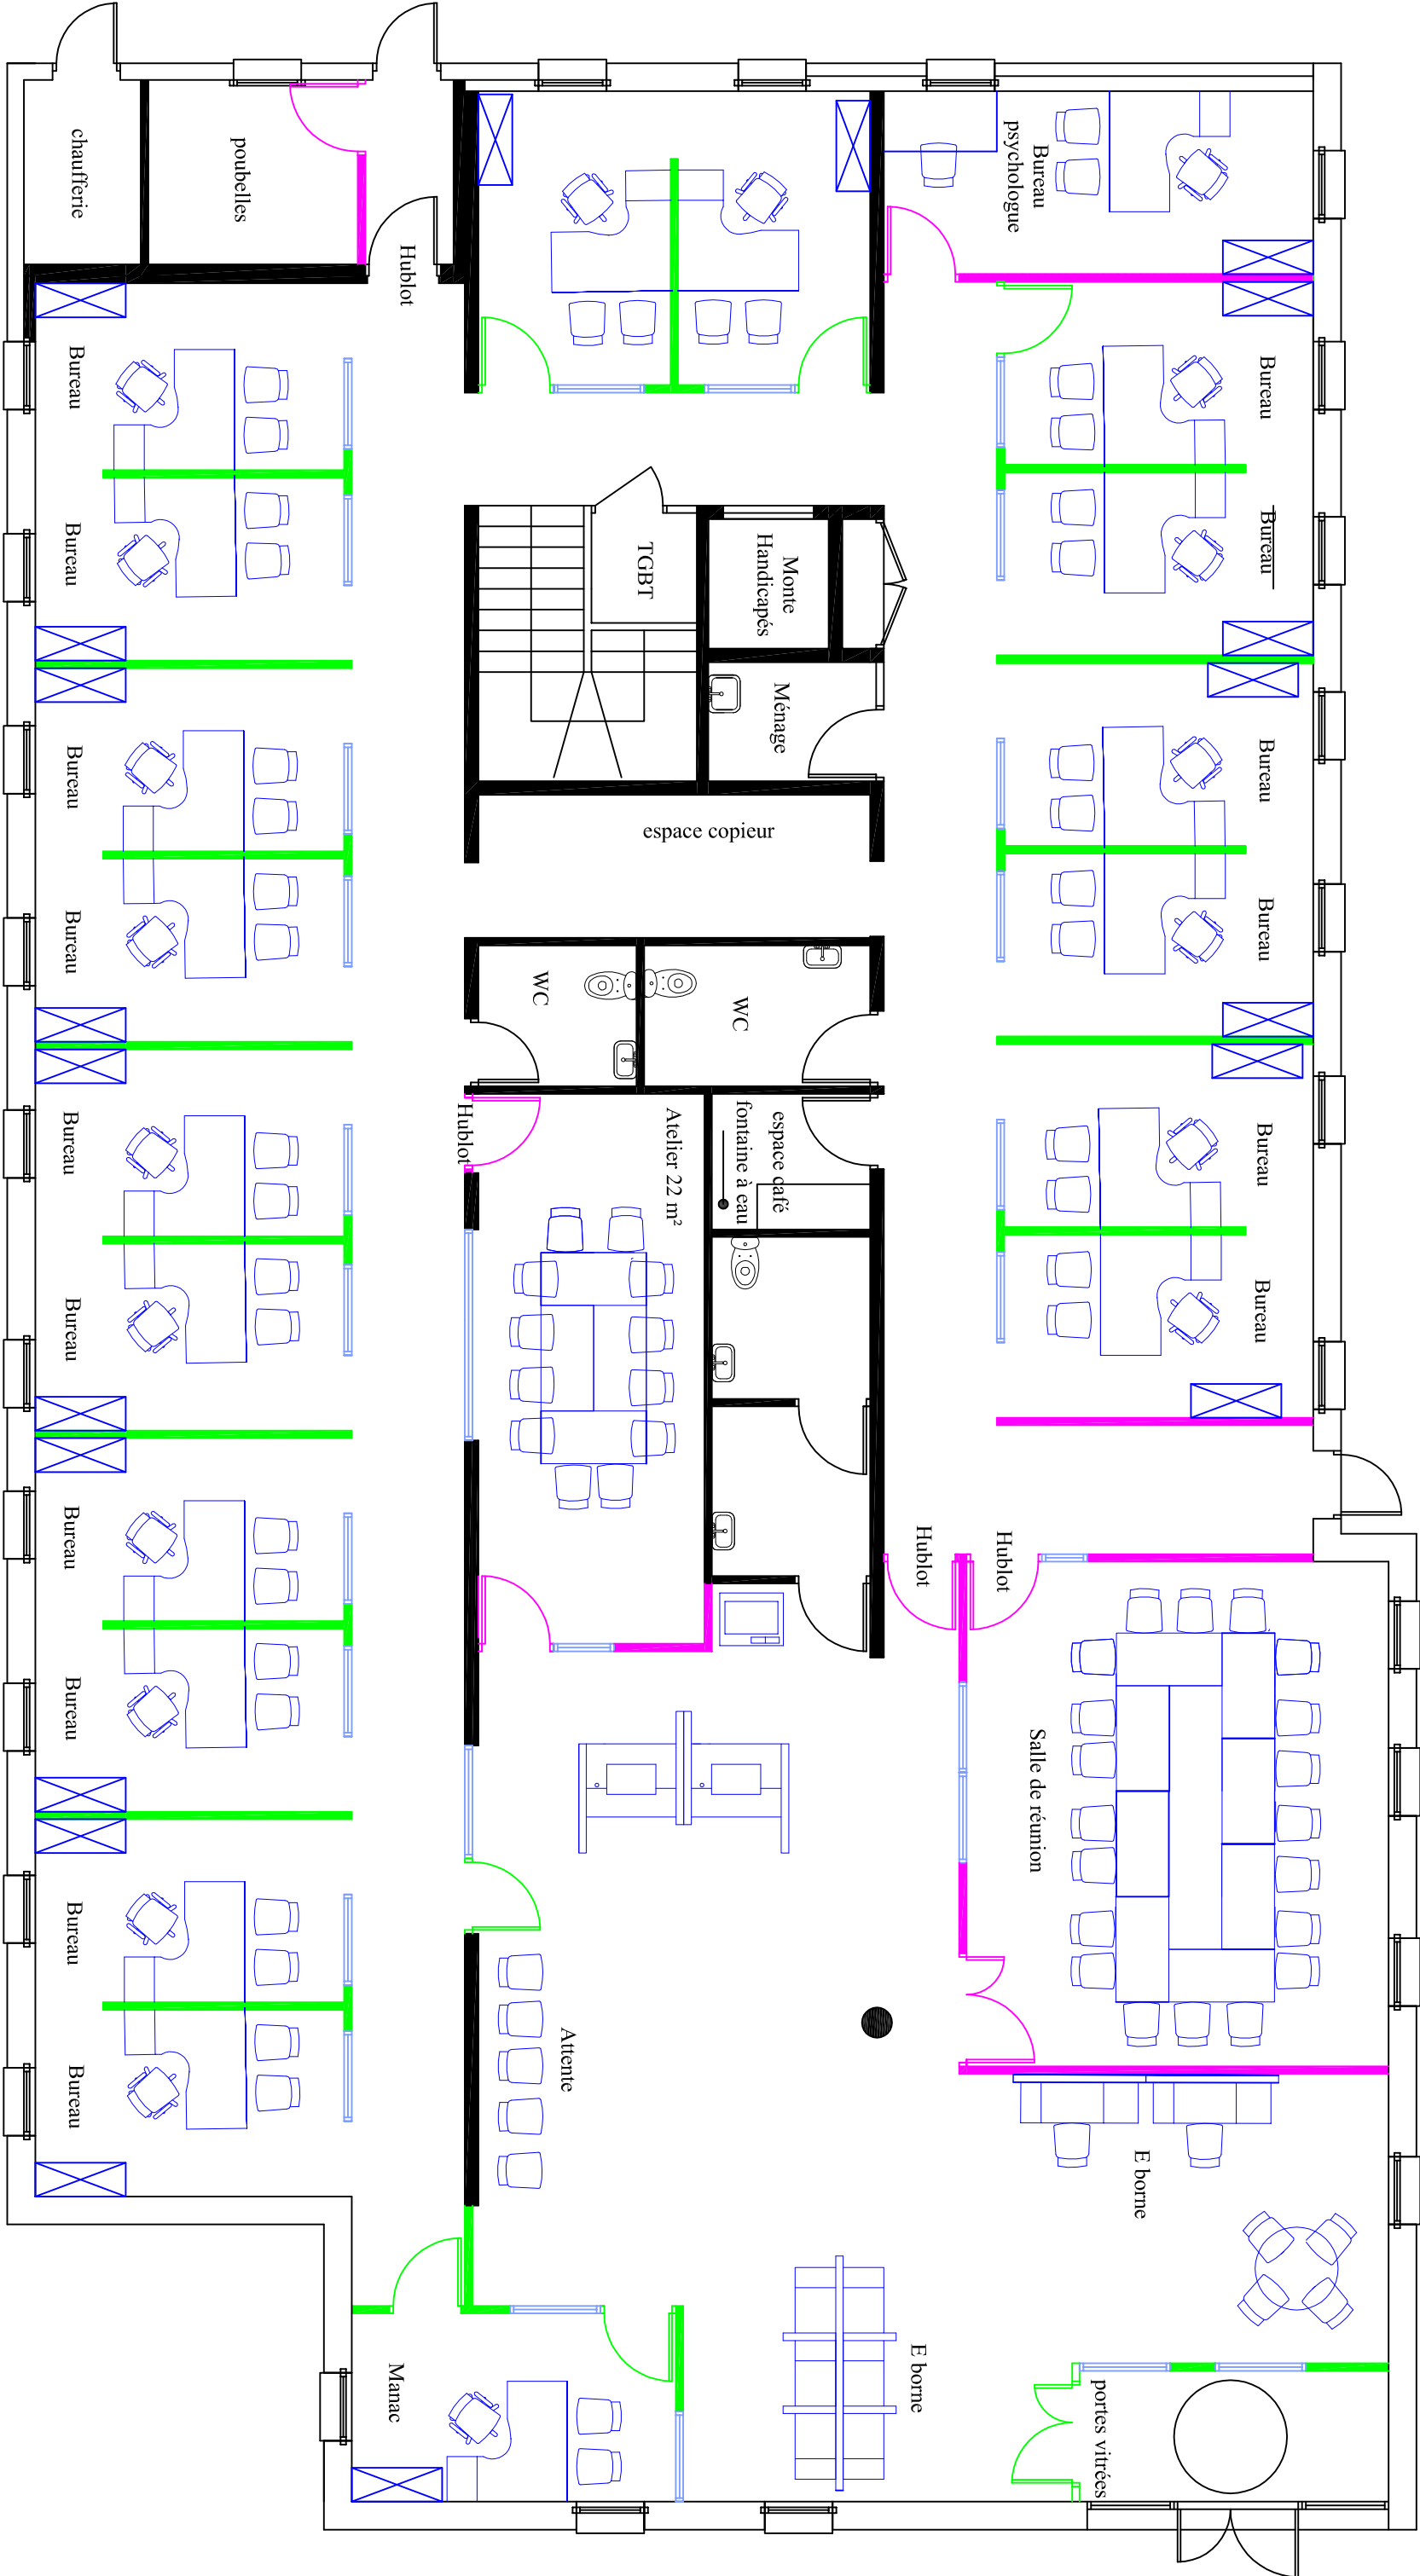 chaufferie
poubelles
Hublot
Bureau
psychologue
Bureau
Bureau
Bureau
Bureau
TGBT
Monte
Handicapés
Ménage
Bureau
Bureau
Bureau
Bureau
espace copieur
WC
WC
Hublot
Atelier 22 m²
espace café
fontaine à eau
Bureau
Bureau
Bureau
Bureau
Hublot
Hublot
Bureau
Bureau
Salle de réunion
Bureau
Bureau
Attente
E borne
Manac
E borne
portes vitrées